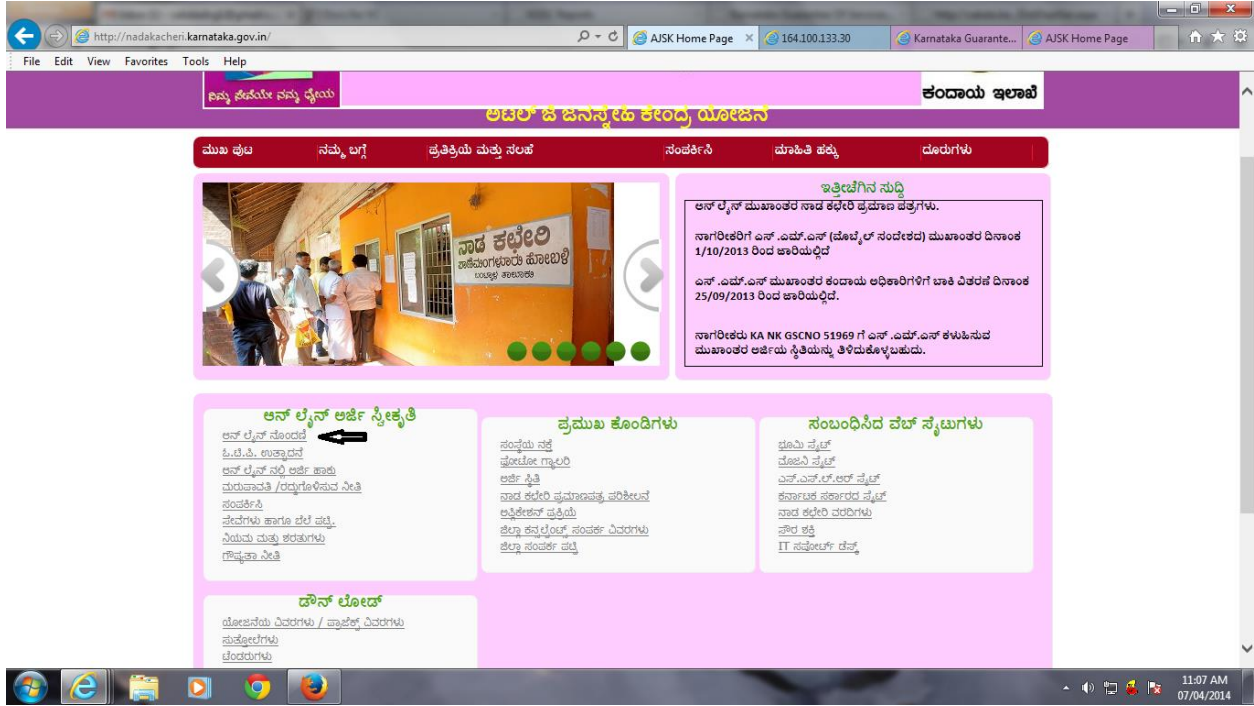 http://nadakacheri.karnataka.gov.in/
AJSK Home Page
164.100.133.30
Karnataka Guarante...
AJSK Home Page
File Edit View Favorites Tools Help
ನಿಮ್ಮ ಸೇವೆಯೇ ನಮ್ಮ ಧ್ಯೇಯ
ಕಂದಾಯ ಇಲಾಖೆ
ಅಟಲ್ ಜಿ ಜನಸ್ನೇಹಿ ಕೇಂದ್ರ ಯೋಜನೆ
ಮುಖ ಪುಟ ನಮ್ಮ ಬಗ್ಗೆ ಪ್ರತಿಕ್ರಿಯೆ ಮತ್ತು ಸಲಹೆ ಸಂಪರ್ಕಿಸಿ ಮಾಹಿತಿ ಹಕ್ಕು ದೂರುಗಳು
ನಾಡ ಕಛೇರಿ
ಪಾಣೆಮಂಗಳೂರು ಹೋಬಳಿ
ಬಂಟ್ವಾಳ ತಾಲೂಕು
ಇತ್ತೀಚೆಗಿನ ಸುದ್ದಿ
ಆನ್ ಲೈನ್ ಮುಖಾಂತರ ನಾಡ ಕಛೇರಿ ಪ್ರಮಾಣ ಪತ್ರಗಳು.
ನಾಗರೀಕರಿಗೆ ಎಸ್ .ಎಮ್.ಎಸ್ (ಮೊಬೈಲ್ ಸಂದೇಶದ) ಮುಖಾಂತರ ದಿನಾಂಕ
1/10/2013 ರಿಂದ ಜಾರಿಯಲ್ಲಿದೆ
ಎಸ್ .ಎಮ್.ಎಸ್ ಮುಖಾಂತರ ಕಂದಾಯ ಅಧಿಕಾರಿಗಳಿಗೆ ಬಾಕಿ ವಿತರಣೆ ದಿನಾಂಕ
25/09/2013 ರಿಂದ ಜಾರಿಯಲ್ಲಿದೆ.
ನಾಗರೀಕರು KA NK GSCNO 51969 ಗೆ ಎಸ್ .ಎಮ್.ಎಸ್ ಕಳುಹಿಸುವ
ಮುಖಾಂತರ ಅರ್ಜಿಯ ಸ್ಥಿತಿಯನ್ನು ತಿಳಿದುಕೊಳ್ಳಬಹುದು.
ಆನ್ ಲೈನ್ ಅರ್ಜಿ ಸ್ವೀಕೃತಿ
ಆನ್ ಲೈನ್ ನೊಂದಣಿ
ಓ.ಟಿ.ಪಿ. ಉತ್ಪಾದನೆ
ಆನ್ ಲೈನ್ ನಲ್ಲಿ ಅರ್ಜಿ ಹಾಕು
ಮರುಪಾವತಿ /ರದ್ದುಗೊಳಿಸುವ ನೀತಿ
ಸಂಪರ್ಕಿಸಿ
ಸೇವೆಗಳು ಹಾಗೂ ಬೆಲೆ ಪಟ್ಟಿ.
ನಿಯಮ ಮತ್ತು ಶರತುಗಳು
ಗೌಪ್ಯತಾ ನೀತಿ
ಪ್ರಮುಖ ಕೊಂಡಿಗಳು
ಸಂಸ್ಥೆಯ ನಕ್ಷೆ
ಫೋಟೋ ಗ್ಯಾಲರಿ
ಅರ್ಜಿ ಸ್ಥಿತಿ
ನಾಡ ಕಛೇರಿ ಪ್ರಮಾಣಪತ್ರ ಪರಿಶೀಲನೆ
ಅಪ್ಲಿಕೇಶನ್ ಪ್ರಕ್ರಿಯೆ
ಜಿಲ್ಲಾ ಕನ್ಸಲ್ಟೆಂಟ್ಸ್ ಸಂಪರ್ಕ ವಿವರಗಳು
ಜಿಲ್ಲಾ ಸಂಪರ್ಕ ಪಟ್ಟಿ
ಸಂಬಂಧಿಸಿದ ವೆಬ್ ಸೈಟುಗಳು
ಭೂಮಿ ಸೈಟ್
ಮೋಜಿನಿ ಸೈಟ್
ಎಸ್.ಎಸ್.ಲ್.ಆರ್ ಸೈಟ್
ಕರ್ನಾಟಕ ಸರ್ಕಾರದ ಸೈಟ್
ನಾಡ ಕಛೇರಿ ವರದಿಗಳು
ಸೌರ ಶಕ್ತಿ
IT ಸಪೋರ್ಟ್ ಡೆಸ್ಕ್
ಡೌನ್ ಲೋಡ್
ಯೋಜನೆಯ ವಿವರಗಳು / ಪ್ರಾಜೆಕ್ಟ್ ವಿವರಗಳು
ಸುತ್ತೋಲೆಗಳು
ಟೆಂಡರುಗಳು
11:07 AM
07/04/2014